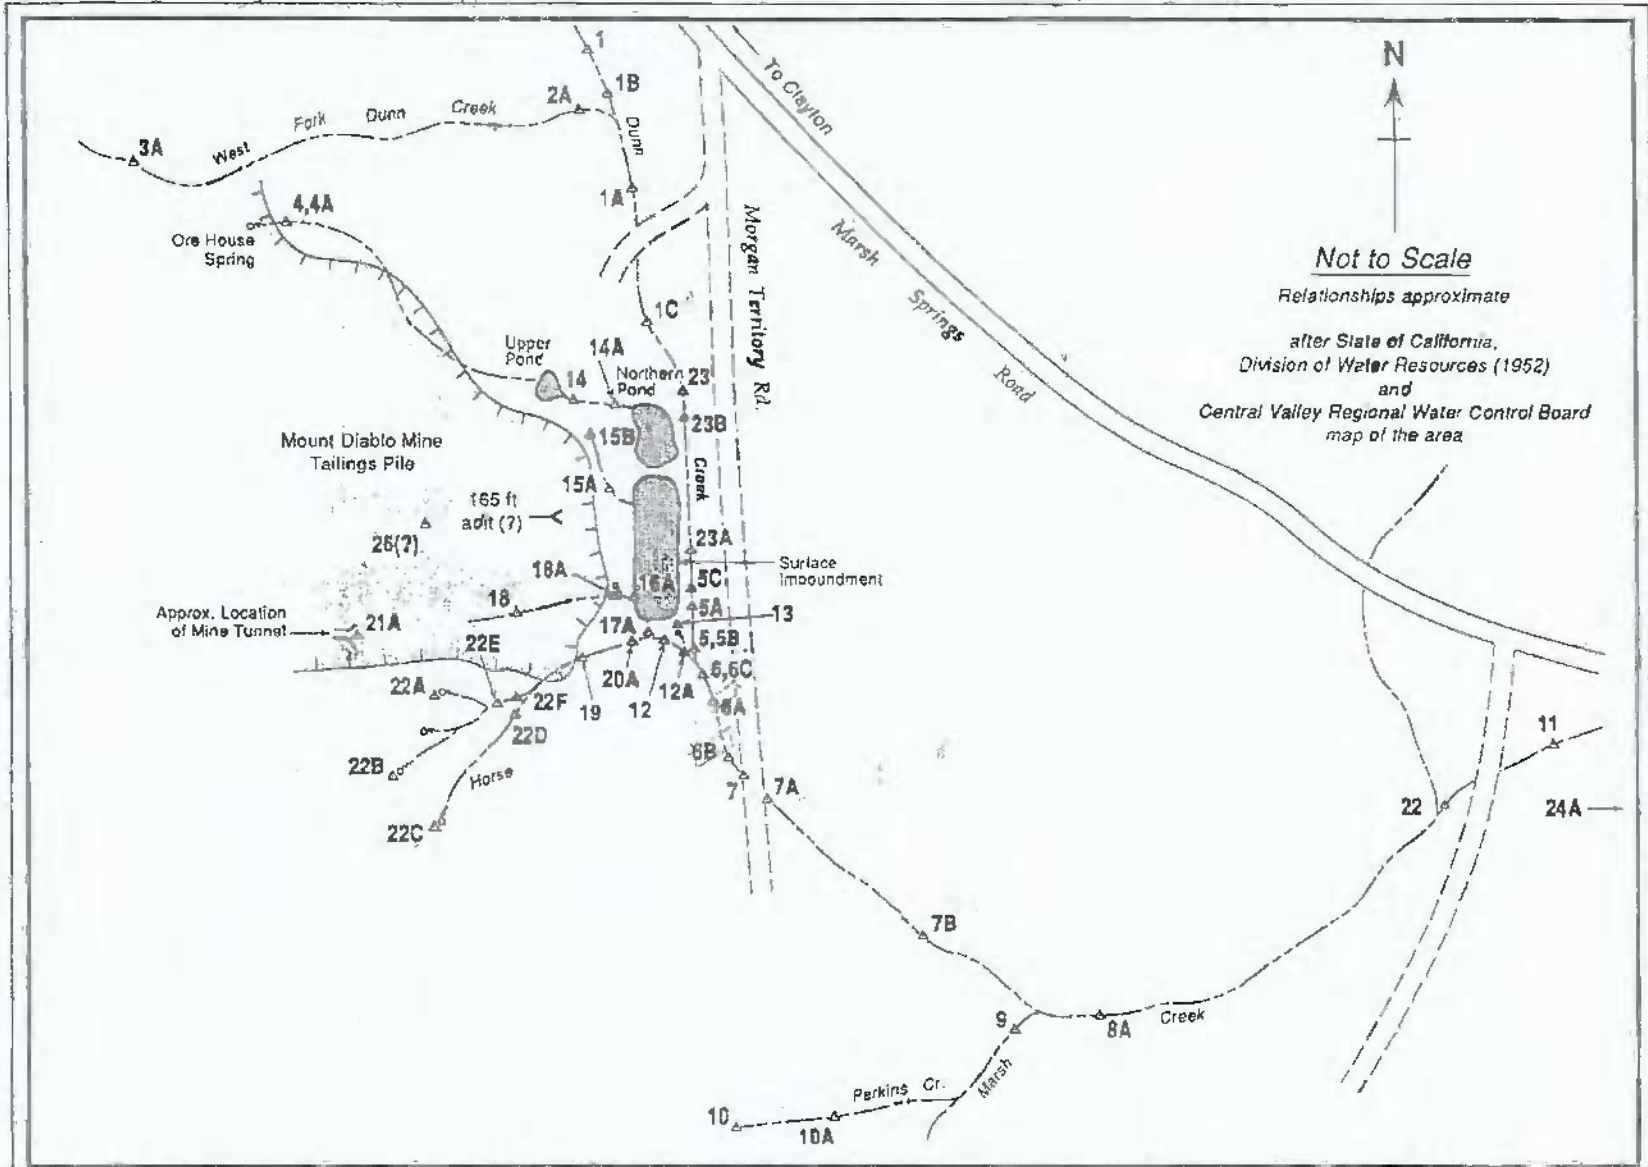 1
1B
2A
West Fork Dunn Creek
3A
Dunn
1A
4,4A
Ore House
Spring
To Clayton
Marsh
Springs
Road
Morgan Territory Rd.
N
Not to Scale
Relationships approximate
after State of California,
Division of Water Resources (1952)
and
Central Valley Regional Water Control Board
map of the area
1C
Upper
Pond
14
14A
Northern
Pond
23
23B
15B
Creek
Mount Diablo Mine
Tailings Pile
15A
165 ft
adit (?)
26(?)
23A
Surface
Impoundment
18A
16A
5C
18
5A
13
Approx. Location
of Mine Tunnel
21A
17A
5,5B
22E
20A
12A
6,6C
22A
22F
19
12
6A
22D
22B
6B
Horse
7
7A
22C
11
22
24A
7B
9
8A
Creek
Marsh
Perkins Cr.
10
10A